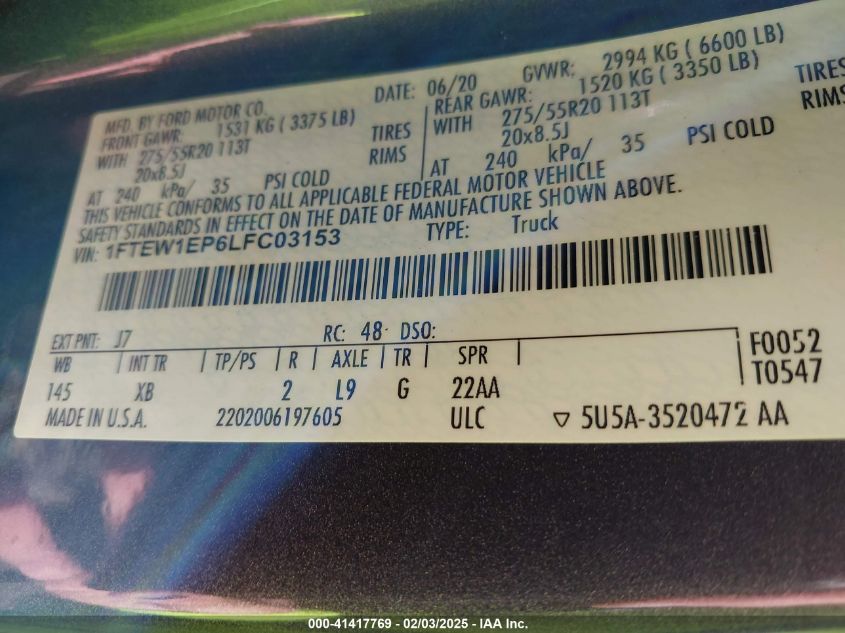 MFD. BY FORD MOTOR CO.
DATE: 06/20 GVWR: 2994 KG ( 6600 LB)
FRONT GAWR: 1531 KG ( 3375 LB)
REAR GAWR: 1520 KG ( 3350 LB)
WITH 275/55R20 113T TIRES
WITH 275/55R20 113T TIRES
20x8.5J RIMS
20x8.5J RIMS
AT 240 kPa/ 35 PSI COLD
AT 240 kPa/ 35 PSI COLD
THIS VEHICLE CONFORMS TO ALL APPLICABLE FEDERAL MOTOR VEHICLE
SAFETY STANDARDS IN EFFECT ON THE DATE OF MANUFACTURE SHOWN ABOVE.
VIN: 1FTEW1EP6LFC03153 TYPE: Truck
EXT PNT: J7 RC: 48 DSO:
WB INT TR TP/PS R AXLE TR SPR
F0052
T0547
145 XB 2 L9 G 22AA
MADE IN U.S.A. 2202006197605 ULC ▽ 5U5A-3520472 AA
000-41417769 - 02/03/2025 - IAA Inc.